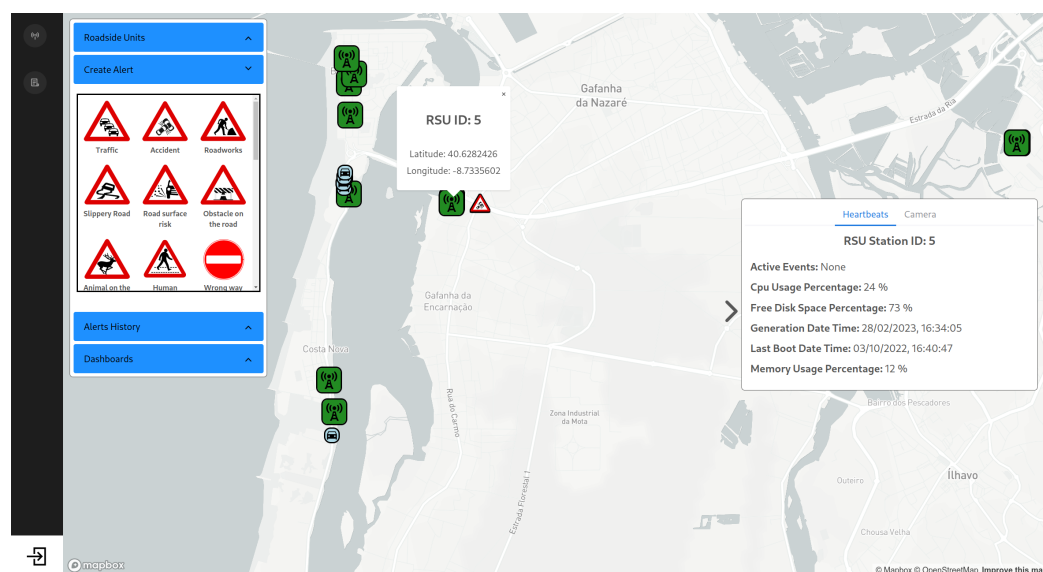 Roadside Units
Create Alert
Traffic
Accident
Roadworks
Slippery Road
Road surface
risk
Obstacle on
the road
Animal on the
Human
Wrong way
Alerts History
Dashboards
RSU ID: 5
×
Latitude: 40.6282426
Longitude: -8.7335602
Gafanha
da Nazaré
Estrada da Ria
Gafanha da
Encarnação
Costa Nova
Rua do Carmo
Zona Industrial
da Mota
Estrada Florestal 1
Heartbeats Camera
RSU Station ID: 5
Active Events: None
Cpu Usage Percentage: 24 %
Free Disk Space Percentage: 73 %
Generation Date Time: 28/02/2023, 16:34:05
Last Boot Date Time: 03/10/2022, 16:40:47
Memory Usage Percentage: 12 %
Bairro dos Pescadores
Outeiro
Ílhavo
Chousa Velha
mapbox
© Mapbox © OpenStreetMap Improve this ma